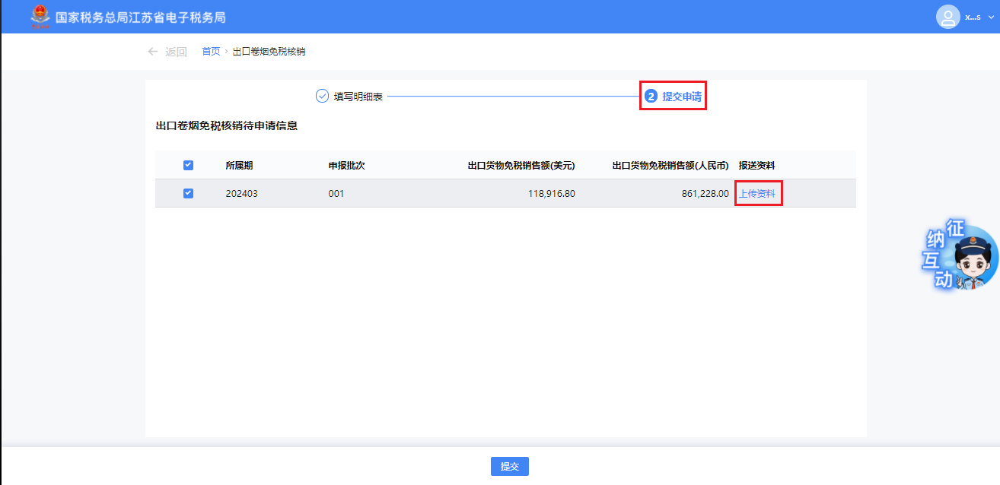 国家税务总局江苏省电子税务局
x...s
返回 首页 › 出口卷烟免税核销
填写明细表 2 提交申请
出口卷烟免税核销待申请信息
所属期 申报批次 出口货物免税销售额(美元) 出口货物免税销售额(人民币) 报送资料
202403 001 118,916.80 861,228.00 上传资料
征纳互动
提交